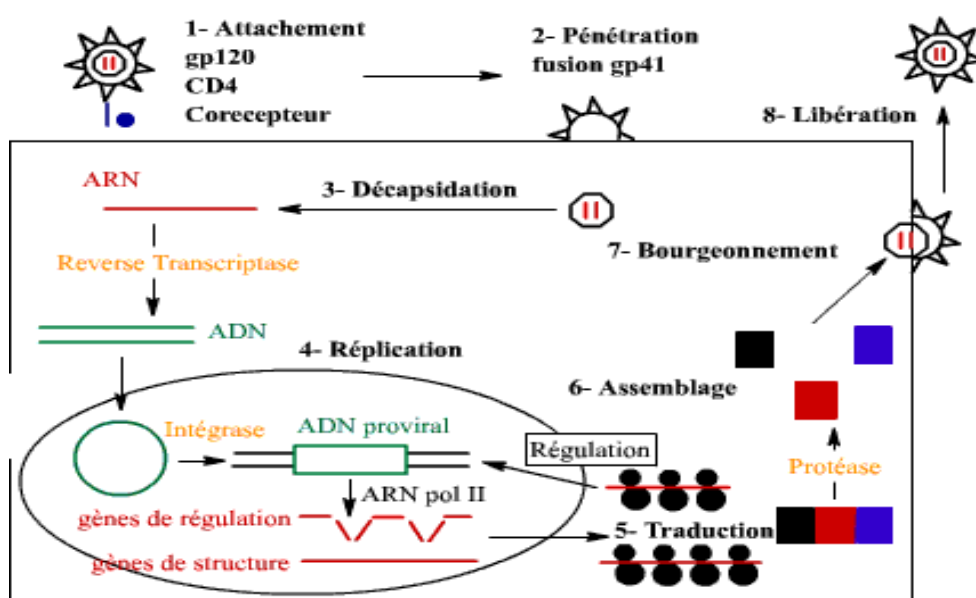 1- Attachement
gp120
CD4
Corecepteur
2- Pénétration
fusion gp41
8- Libération
ARN
3- Décapsidation
7- Bourgeonnement
Reverse Transcriptase
ADN
4- Réplication
6- Assemblage
Intégrase
ADN proviral
Régulation
Protéase
ARN pol II
gènes de régulation
5- Traduction
gènes de structure